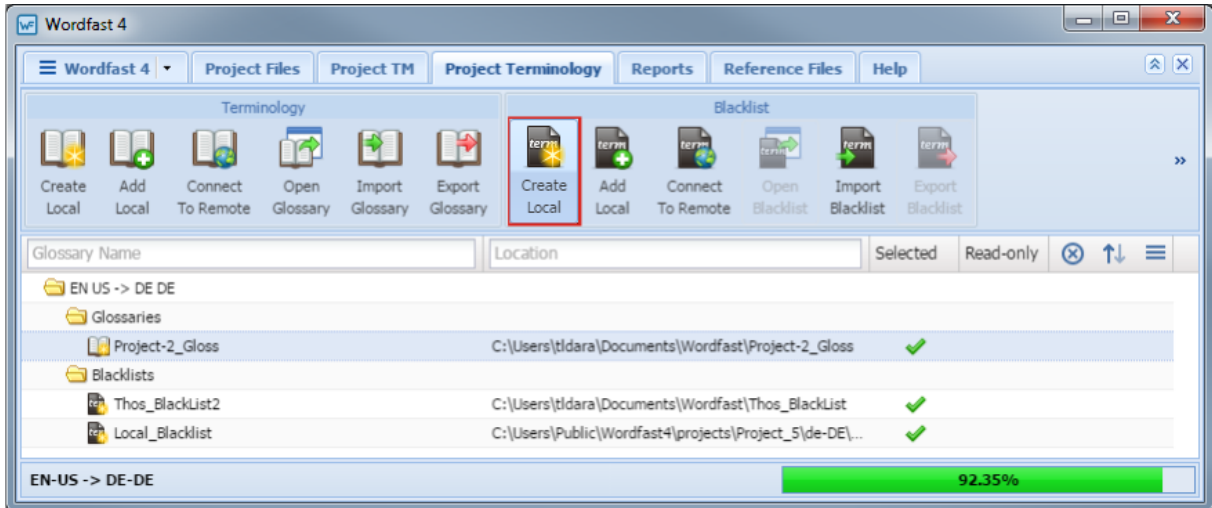 Wordfast 4
Wordfast 4 Project Files Project TM Project Terminology Reports Reference Files Help
Terminology Blacklist
Create Local Add Local Connect To Remote Open Glossary Import Glossary Export Glossary Create Local Add Local Connect To Remote Open Blacklist Import Blacklist Export Blacklist
Glossary Name Location Selected Read-only
EN US -> DE DE
Glossaries
Project-2_Gloss C:\Users\tldara\Documents\Wordfast\Project-2_Gloss
Blacklists
Thos_BlackList2 C:\Users\tldara\Documents\Wordfast\Thos_BlackList
Local_Blacklist C:\Users\Public\Wordfast4\projects\Project_5\de-DE\...
EN-US -> DE-DE 92.35%